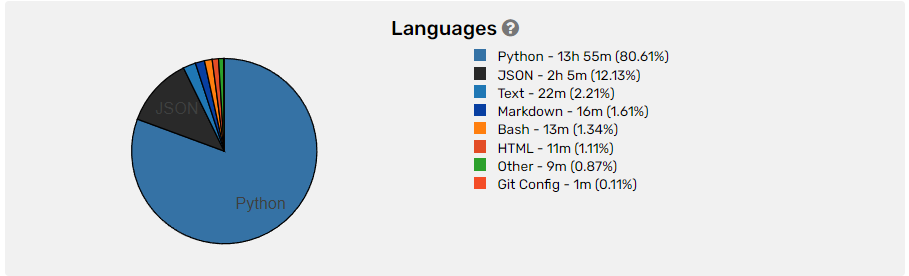 Languages ?
Python - 13h 55m (80.61%)
JSON - 2h 5m (12.13%)
Text - 22m (2.21%)
Markdown - 16m (1.61%)
Bash - 13m (1.34%)
HTML - 11m (1.11%)
Other - 9m (0.87%)
Git Config - 1m (0.11%)
JSON
Python